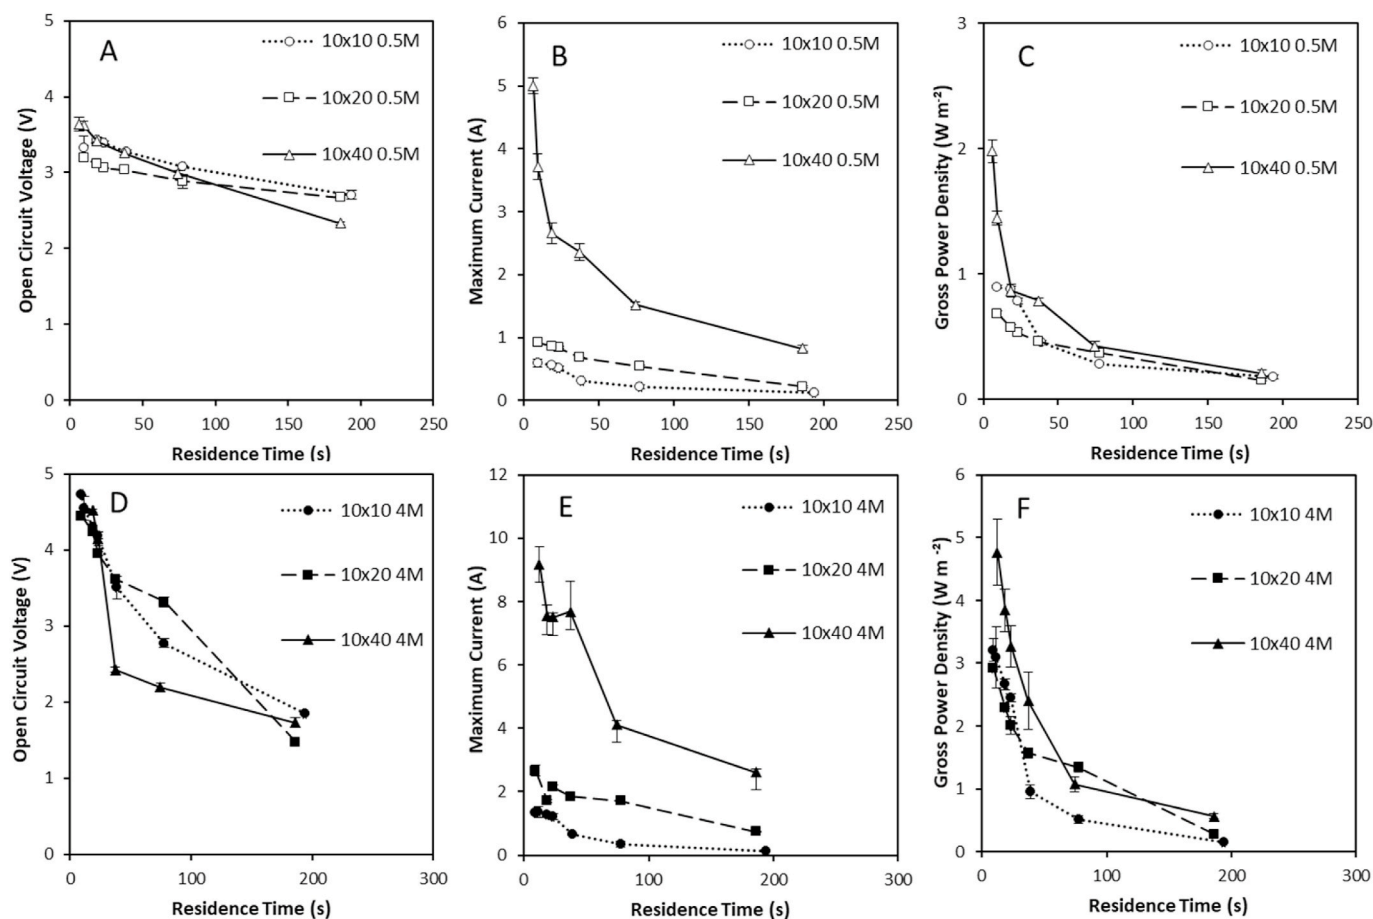 A
10x10 0.5M
10x20 0.5M
10x40 0.5M
Open Circuit Voltage (V)
5
4
3
2
1
0
0 50 100 150 200 250
Residence Time (s)
B
10x10 0.5M
10x20 0.5M
10x40 0.5M
Maximum Current (A)
6
5
4
3
2
1
0
0 50 100 150 200 250
Residence Time (s)
C
10x10 0.5M
10x20 0.5M
10x40 0.5M
Gross Power Density (W m⁻²)
3
2
1
0
0 50 100 150 200 250
Residence Time (s)
D
10x10 4M
10x20 4M
10x40 4M
Open Circuit Voltage (V)
5
4
3
2
1
0
0 100 200 300
Residence Time (s)
E
10x10 4M
10x20 4M
10x40 4M
Maximum Current (A)
12
10
8
6
4
2
0
0 100 200 300
Residence Time (s)
F
10x10 4M
10x20 4M
10x40 4M
Gross Power Density (W m⁻²)
6
5
4
3
2
1
0
0 100 200 300
Residence Time (s)